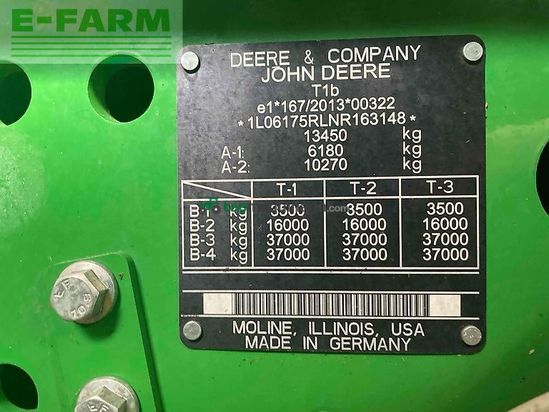 E-FARM
DEERE & COMPANY
JOHN DEERE
T1b
e1*167/2013*00322
*1L06175RLNR163148*
13450 kg
A-1: 6180 kg
A-2: 10270 kg
T-1 T-2 T-3
B-1 kg 3500 3500 3500
B-2 kg 16000 16000 16000
B-3 kg 37000 37000 37000
B-4 kg 37000 37000 37000
MOLINE, ILLINOIS, USA
MADE IN GERMANY